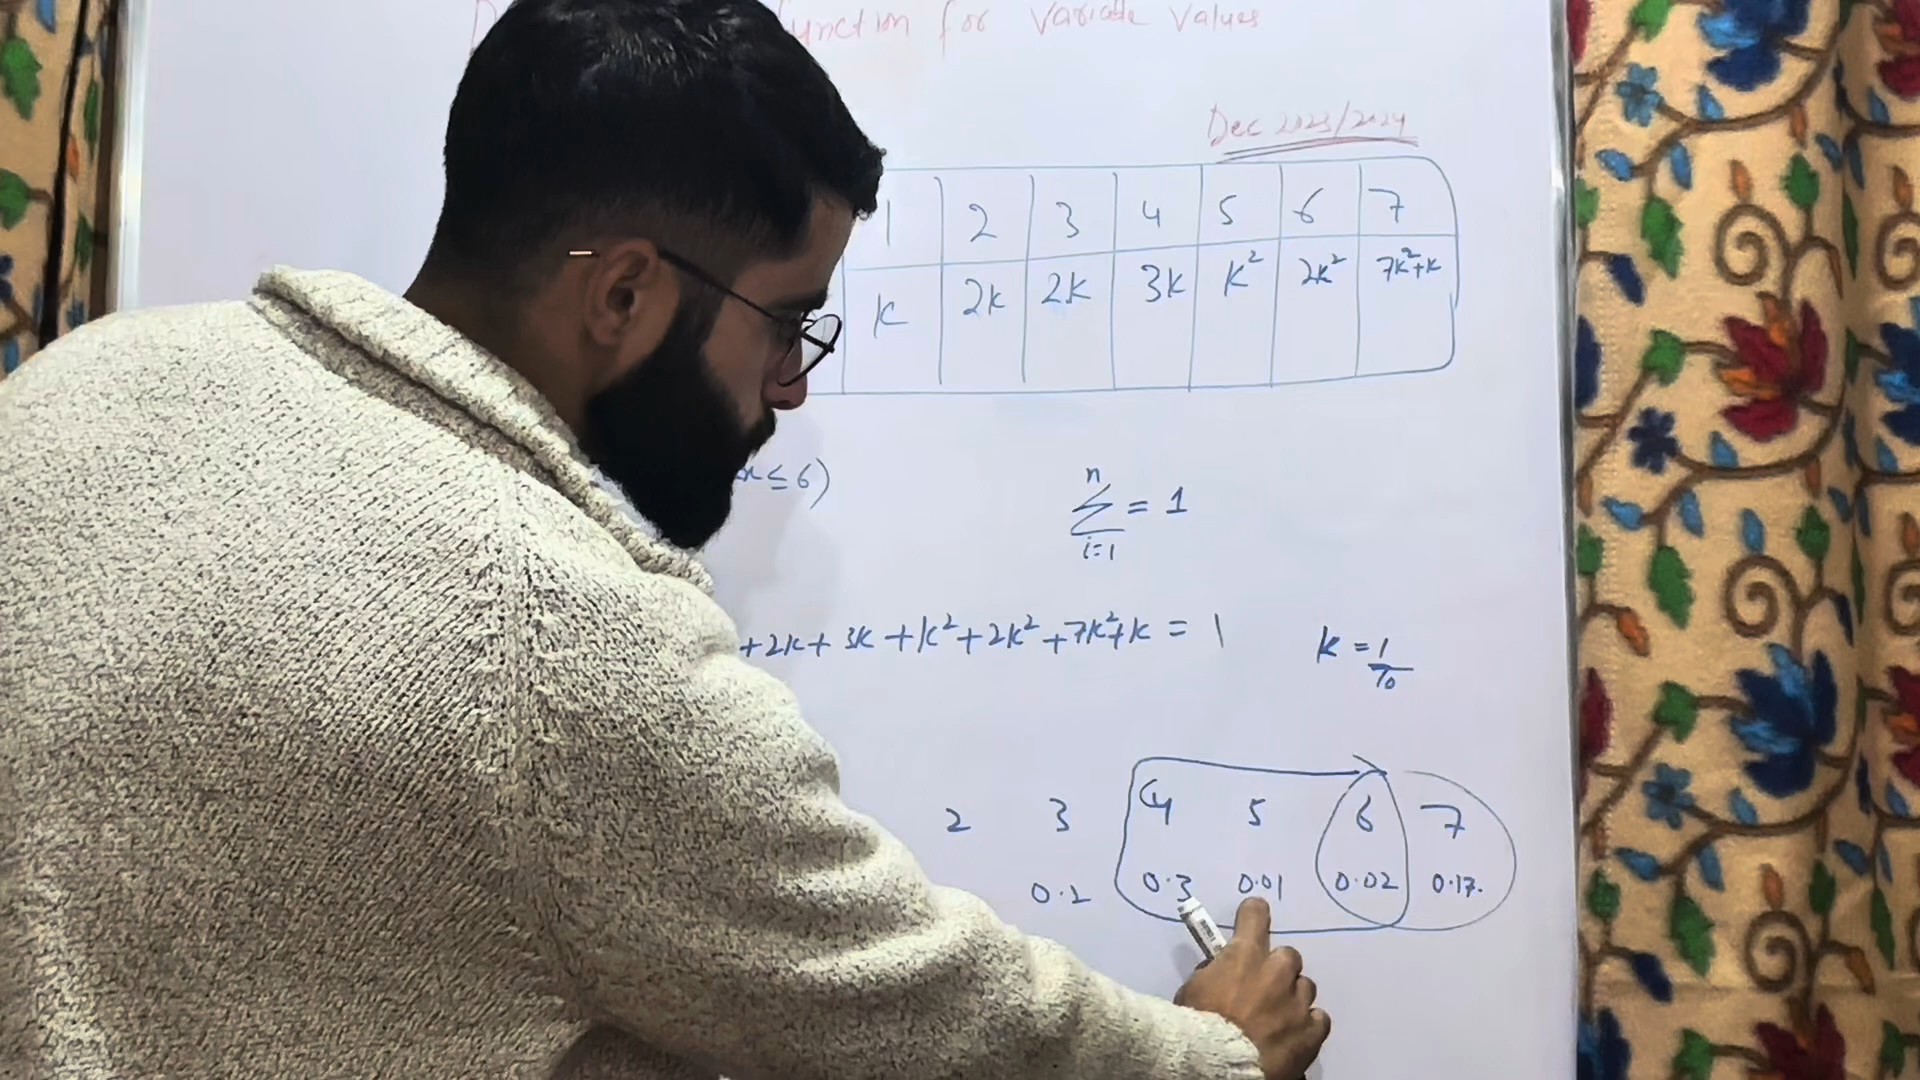 function for Variable Values
Dec 2023/2024
1 2 3 4 5 6 7
k 2k 2k 3k k² 2k² 7k²+k
x≤6)
n
∑ = 1
i=1
+2k+3k+k²+2k²+7k²+k = 1
k = 1/10
2 3 4 5 6 7
0.2 0.3 0.01 0.02 0.17.